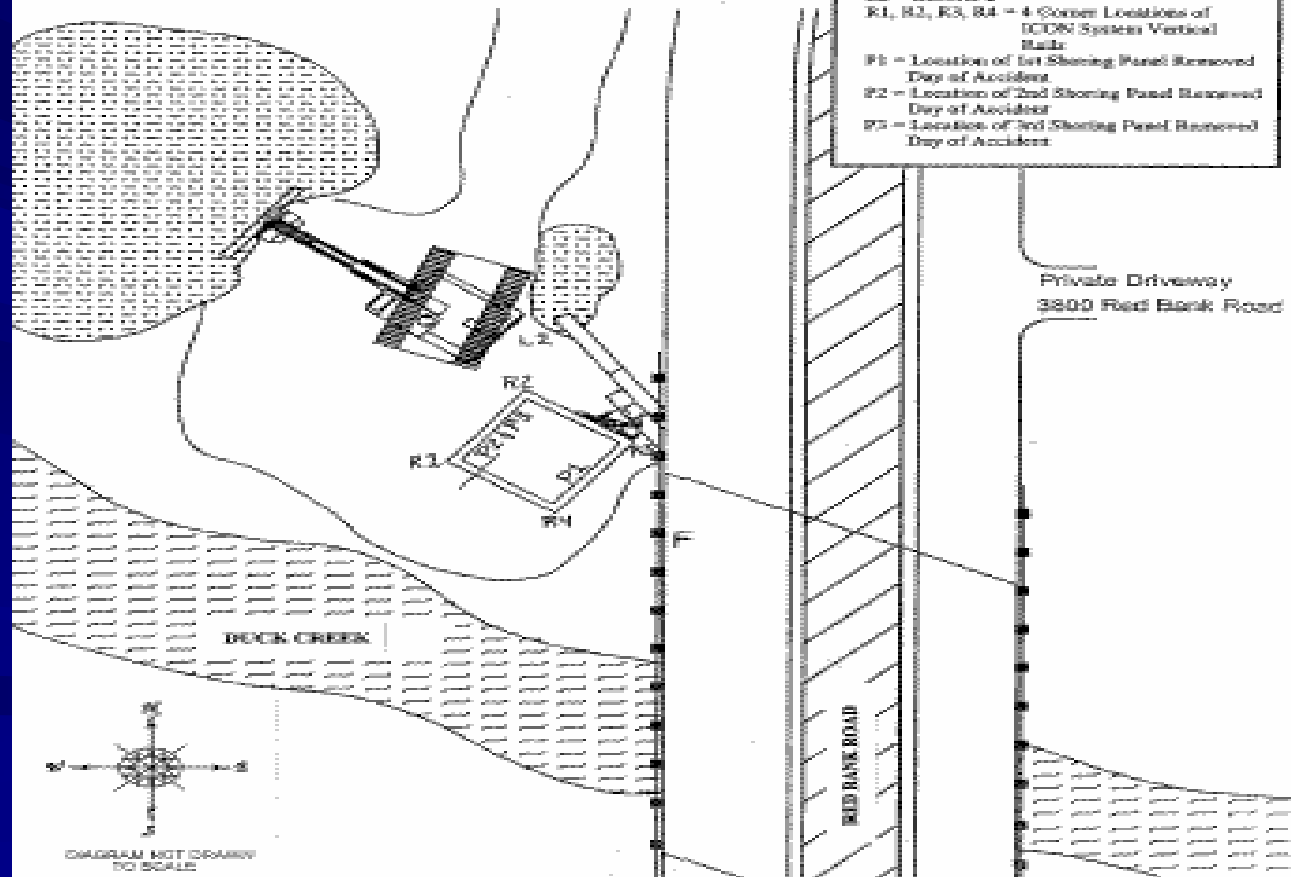 R1, R2, R3, R4 = 4 Corner Locations of
ICON System Vertical
Rails
P1 = Location of 1st Shoring Panel Removed
Day of Accident
P2 = Location of 2nd Shoring Panel Removed
Day of Accident
P3 = Location of 3rd Shoring Panel Removed
Day of Accident
Private Driveway
3800 Red Bank Road
R2
R3
R4
F
DUCK CREEK
RED BANK ROAD
DIAGRAM NOT DRAWN
TO SCALE